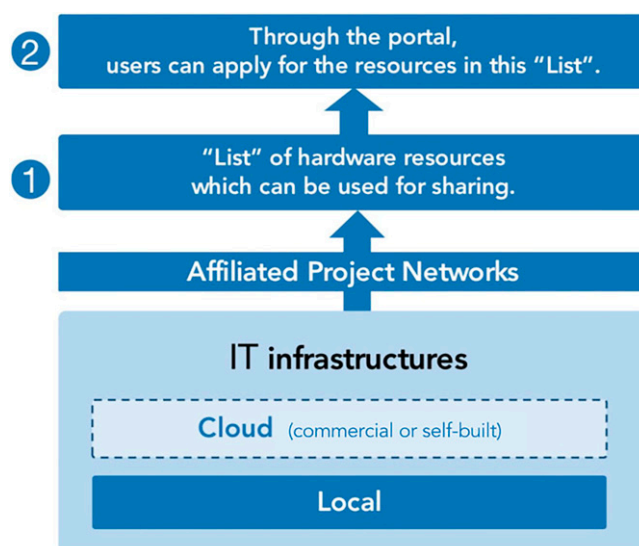 2
Through the portal,
users can apply for the resources in this “List”.
1
“List” of hardware resources
which can be used for sharing.
Affiliated Project Networks
IT infrastructures
Cloud (commercial or self-built)
Local